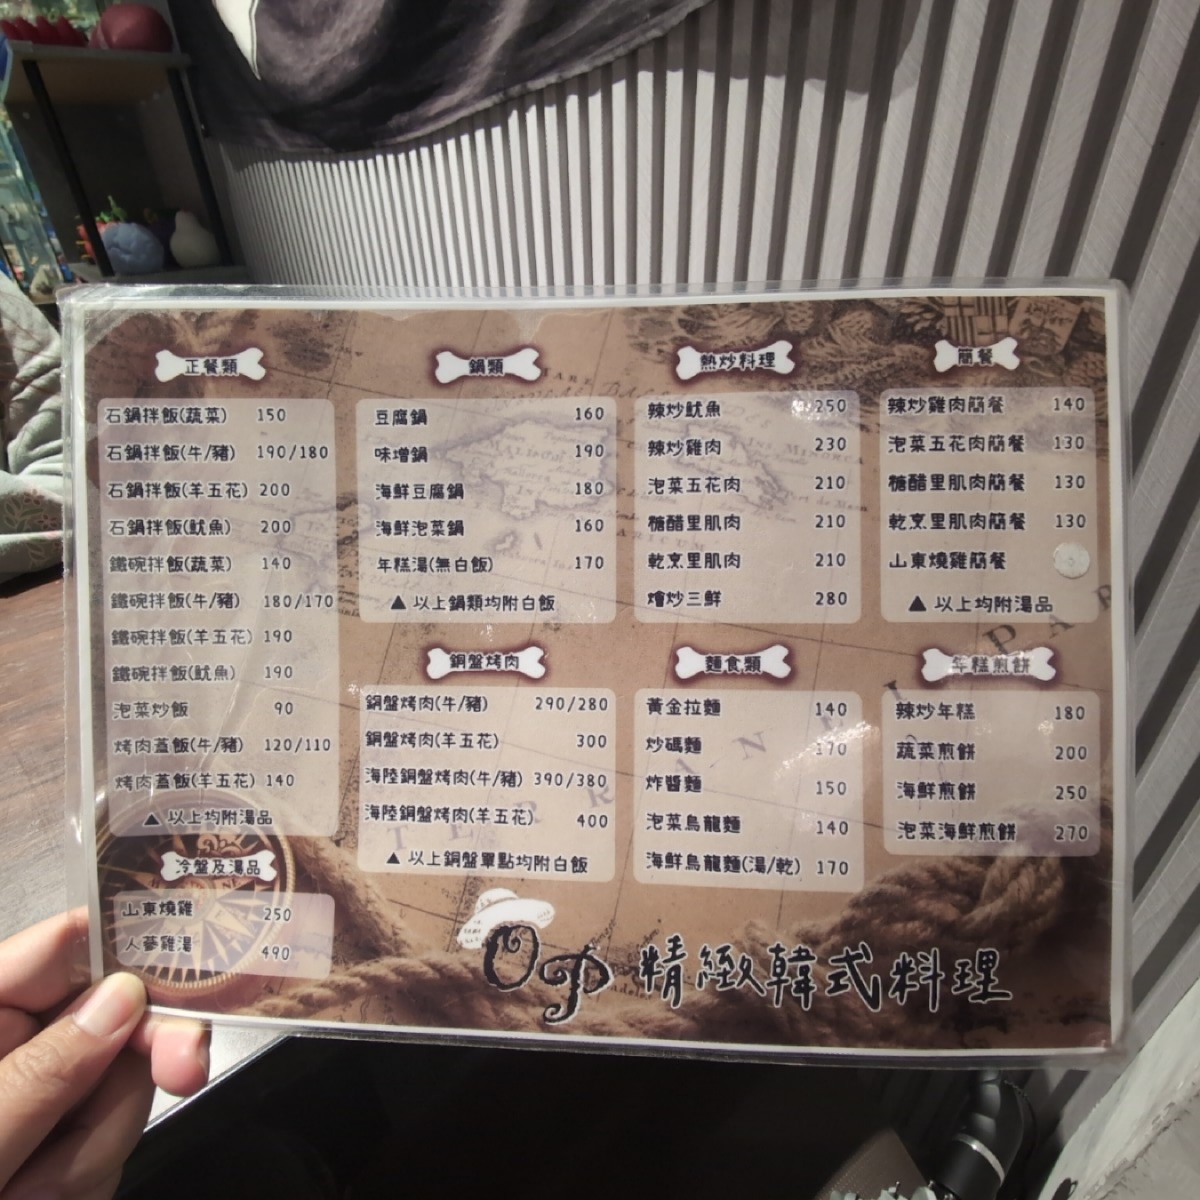 正餐類
石鍋拌飯(蔬菜) 150
石鍋拌飯(牛/豬) 190/180
石鍋拌飯(羊五花) 200
石鍋拌飯(魷魚) 200
鐵碗拌飯(蔬菜) 140
鐵碗拌飯(牛/豬) 180/170
鐵碗拌飯(羊五花) 190
鐵碗拌飯(魷魚) 190
泡菜炒飯 90
烤肉蓋飯(牛/豬) 120/110
烤肉蓋飯(羊五花) 140
▲以上均附湯品
冷盤及湯品
山東燒雞 250
人蔘雞湯 490
鍋類
豆腐鍋 160
味增鍋 190
海鮮豆腐鍋 180
海鮮泡菜鍋 160
年糕湯(無白飯) 170
▲以上鍋類均附白飯
銅盤烤肉
銅盤烤肉(牛/豬) 290/280
銅盤烤肉(羊五花) 300
海陸銅盤烤肉(牛/豬) 390/380
海陸銅盤烤肉(羊五花) 400
▲以上銅盤單點均附白飯
熱炒料理
辣炒魷魚 250
辣炒雞肉 230
泡菜五花肉 210
糖醋里肌肉 210
乾烹里肌肉 210
燴炒三鮮 280
麵食類
黃金拉麵 140
炒碼麵 170
炸醬麵 150
泡菜烏龍麵 140
海鮮烏龍麵(湯/乾) 170
簡餐
辣炒雞肉簡餐 140
泡菜五花肉簡餐 130
糖醋里肌肉簡餐 130
乾烹里肌肉簡餐 130
山東燒雞簡餐
▲以上均附湯品
年糕煎餅
辣炒年糕 180
蔬菜煎餅 200
海鮮煎餅 250
泡菜海鮮煎餅 270
OP 精緻韓式料理